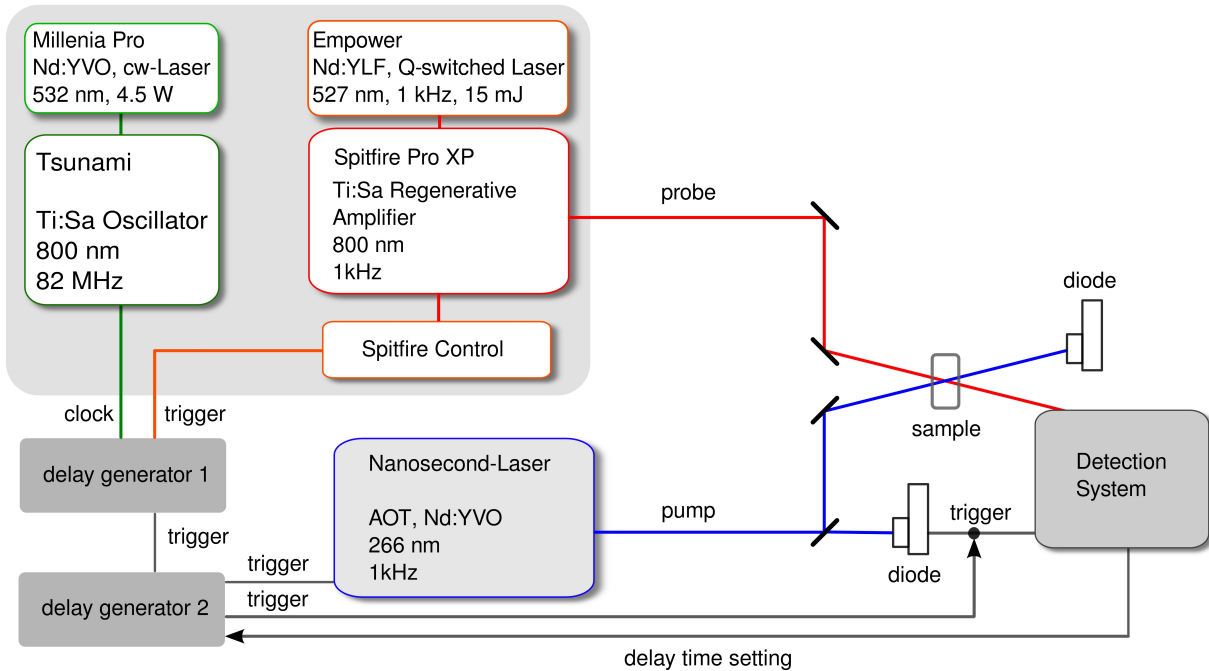 Millenia Pro
Nd:YVO, cw-Laser
532 nm, 4.5 W
Empower
Nd:YLF, Q-switched Laser
527 nm, 1 kHz, 15 mJ
Tsunami
Ti:Sa Oscillator
800 nm
82 MHz
Spitfire Pro XP
Ti:Sa Regenerative
Amplifier
800 nm
1kHz
probe
diode
Spitfire Control
clock
trigger
sample
delay generator 1
Nanosecond-Laser
AOT, Nd:YVO
266 nm
1kHz
pump
Detection
System
trigger
trigger
trigger
diode
trigger
delay generator 2
delay time setting